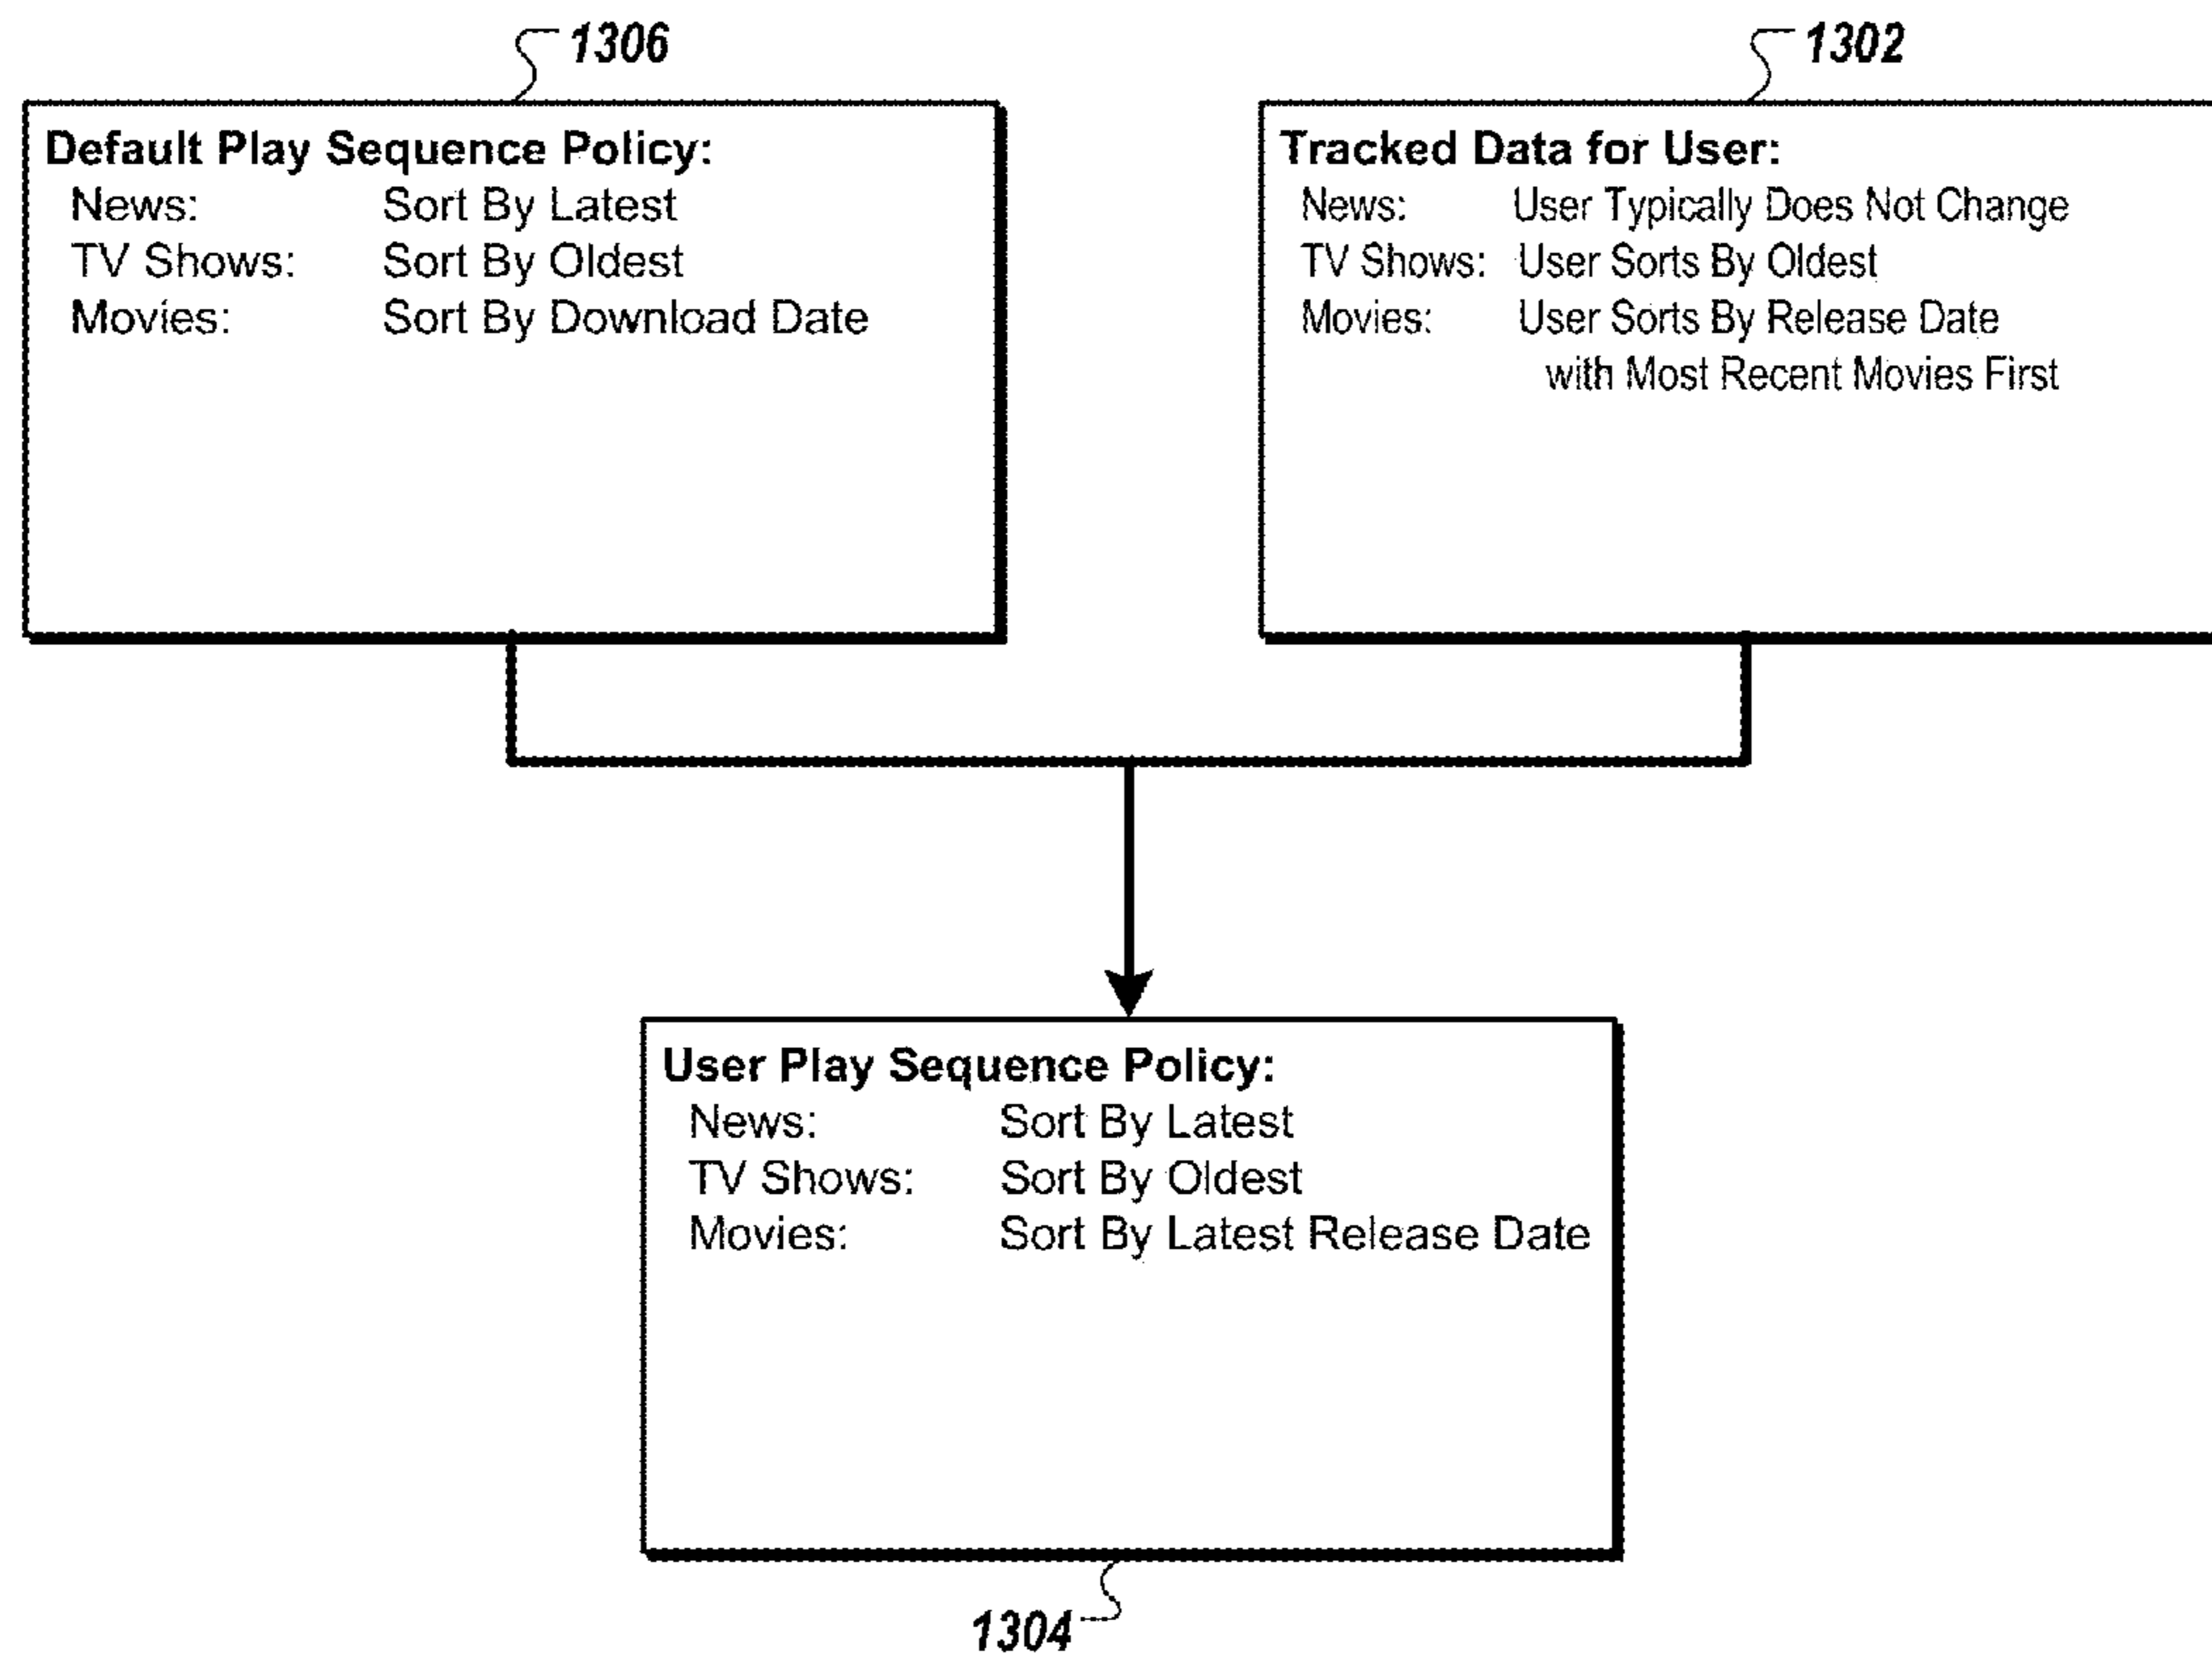 1306
Default Play Sequence Policy:
News: Sort By Latest
TV Shows: Sort By Oldest
Movies: Sort By Download Date
1302
Tracked Data for User:
News: User Typically Does Not Change
TV Shows: User Sorts By Oldest
Movies: User Sorts By Release Date
with Most Recent Movies First
User Play Sequence Policy:
News: Sort By Latest
TV Shows: Sort By Oldest
Movies: Sort By Latest Release Date
1304